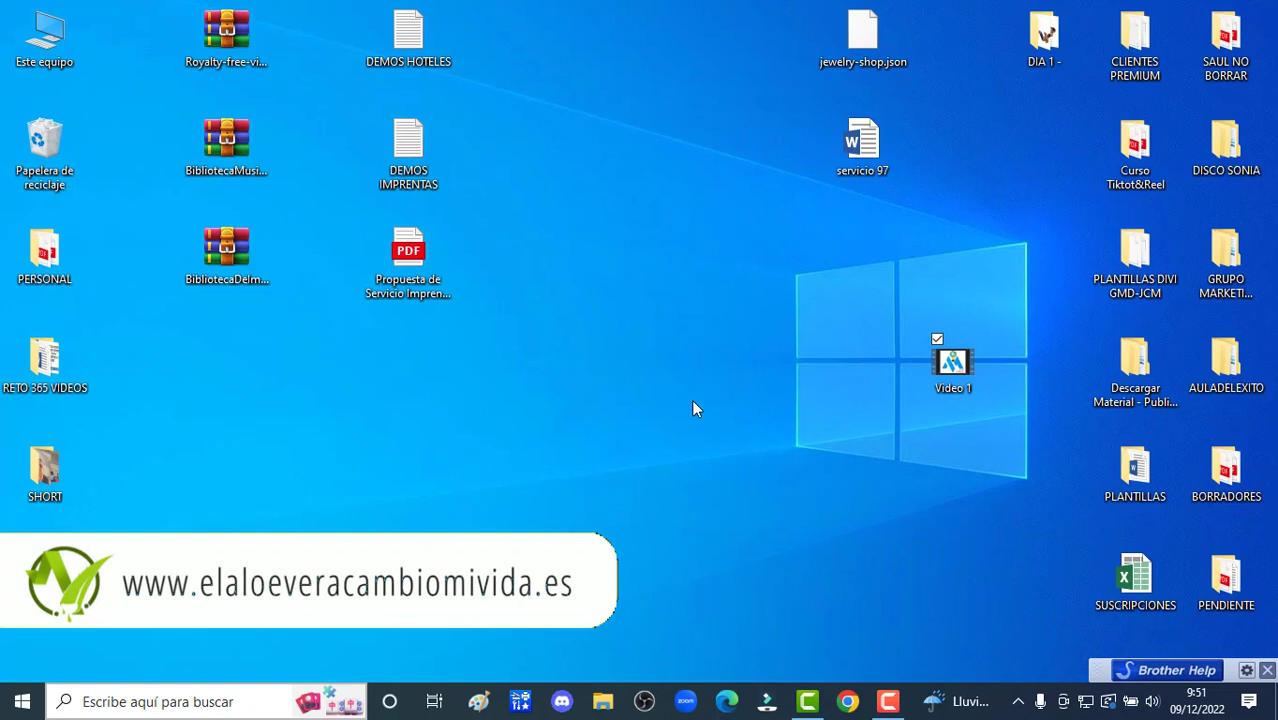 Este equipo
Royalty-free-vi...
DEMOS HOTELES
jewelry-shop.json
DIA 1 -
CLIENTES
PREMIUM
SAUL NO
BORRAR
Papelera de
reciclaje
BibliotecaMusi...
DEMOS
IMPRENTAS
servicio 97
Curso
Tiktot&Reel
DISCO SONIA
PERSONAL
BibliotecaDelm...
PDF
Propuesta de
Servicio Impren...
PLANTILLAS DIVI
GMD-JCM
GRUPO
MARKETI...
RETO 365 VIDEOS
Video 1
Descargar
Material - Publi...
AULADELEXITO
SHORT
PLANTILLAS
BORRADORES
www.elaloeveracambiomivida.es
SUSCRIPCIONES
PENDIENTE
Brother Help
Escribe aquí para buscar
zoom
Lluvi...
9:51
09/12/2022